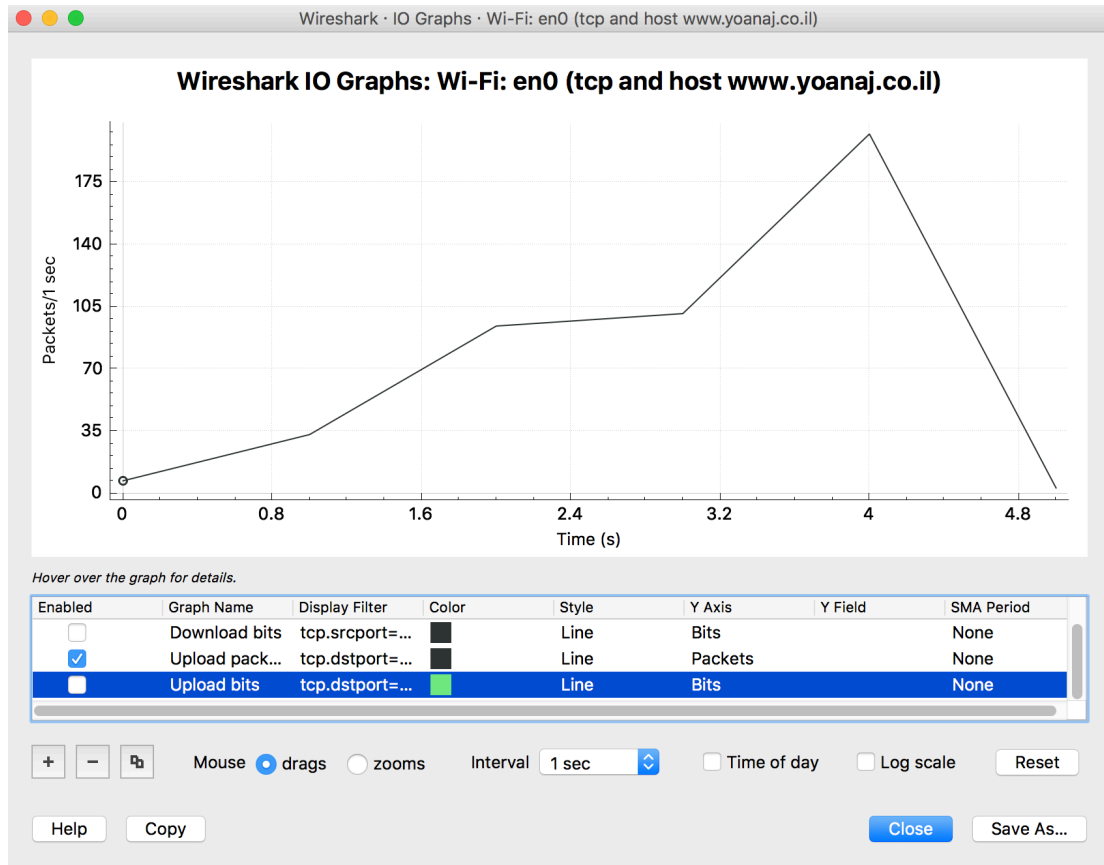 Wireshark · IO Graphs · Wi-Fi: en0 (tcp and host www.yoanaj.co.il)
Wireshark IO Graphs: Wi-Fi: en0 (tcp and host www.yoanaj.co.il)
Packets/1 sec
175
140
105
70
35
0
0 0.8 1.6 2.4 3.2 4 4.8
Time (s)
Hover over the graph for details.
Enabled Graph Name Display Filter Color Style Y Axis Y Field SMA Period
Download bits tcp.srcport=... Line Bits None
Upload pack... tcp.dstport=... Line Packets None
Upload bits tcp.dstport=... Line Bits None
+ − Mouse drags zooms Interval 1 sec Time of day Log scale Reset
Help Copy Close Save As...